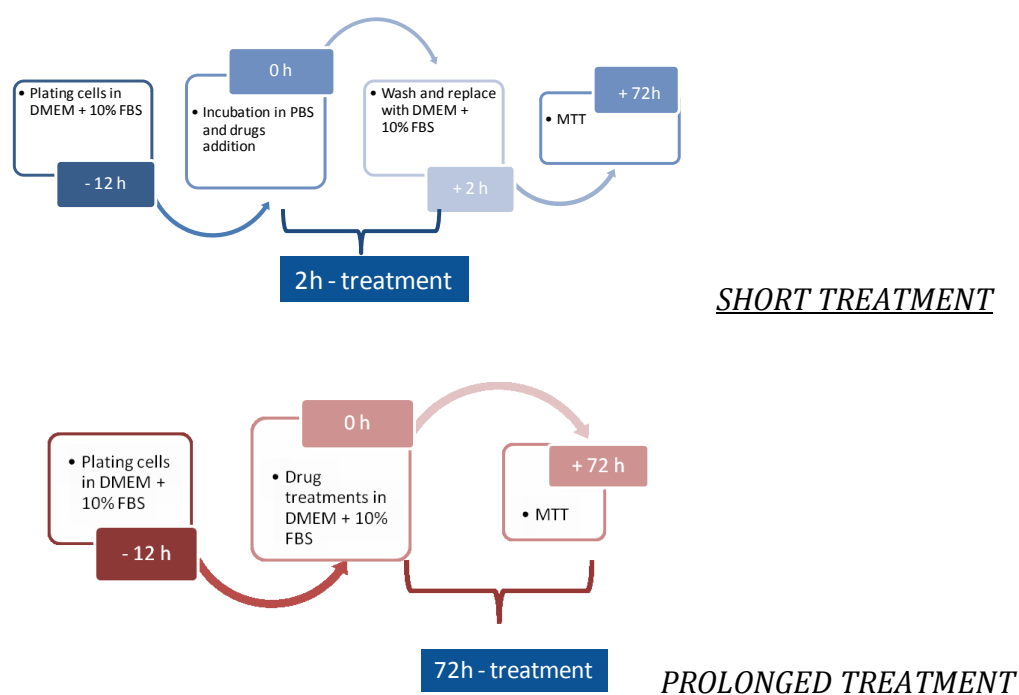 0 h
• Plating cells in
DMEM + 10% FBS
- 12 h
• Incubation in PBS
and drugs
addition
• Wash and replace
with DMEM +
10% FBS
+ 2 h
+ 72h
• MTT
2h - treatment
SHORT TREATMENT
• Plating cells
in DMEM +
10% FBS
- 12 h
0 h
• Drug
treatments in
DMEM + 10%
FBS
+ 72 h
• MTT
72h - treatment
PROLONGED TREATMENT